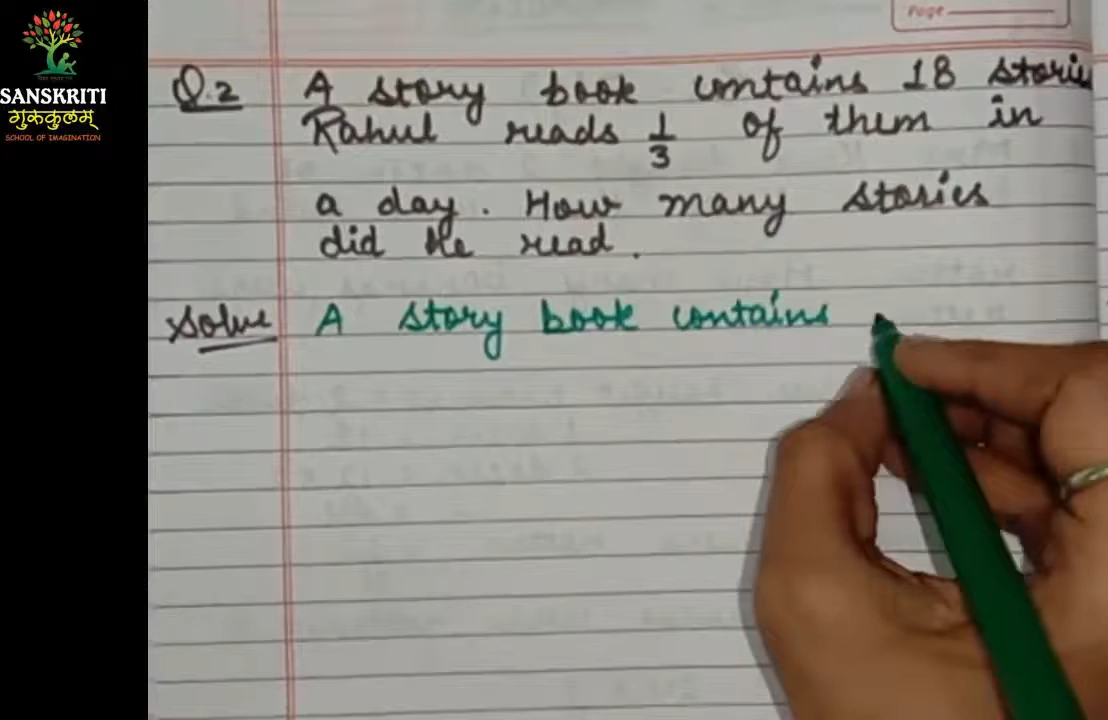 Page
SANSKRITI
गुरुकुलम्
SCHOOL OF IMAGINATION
Q.2 A story book contains 18 storie
Rahul reads 1/3 of them in
a day. How many stories
did He read.
Solve A story book contains